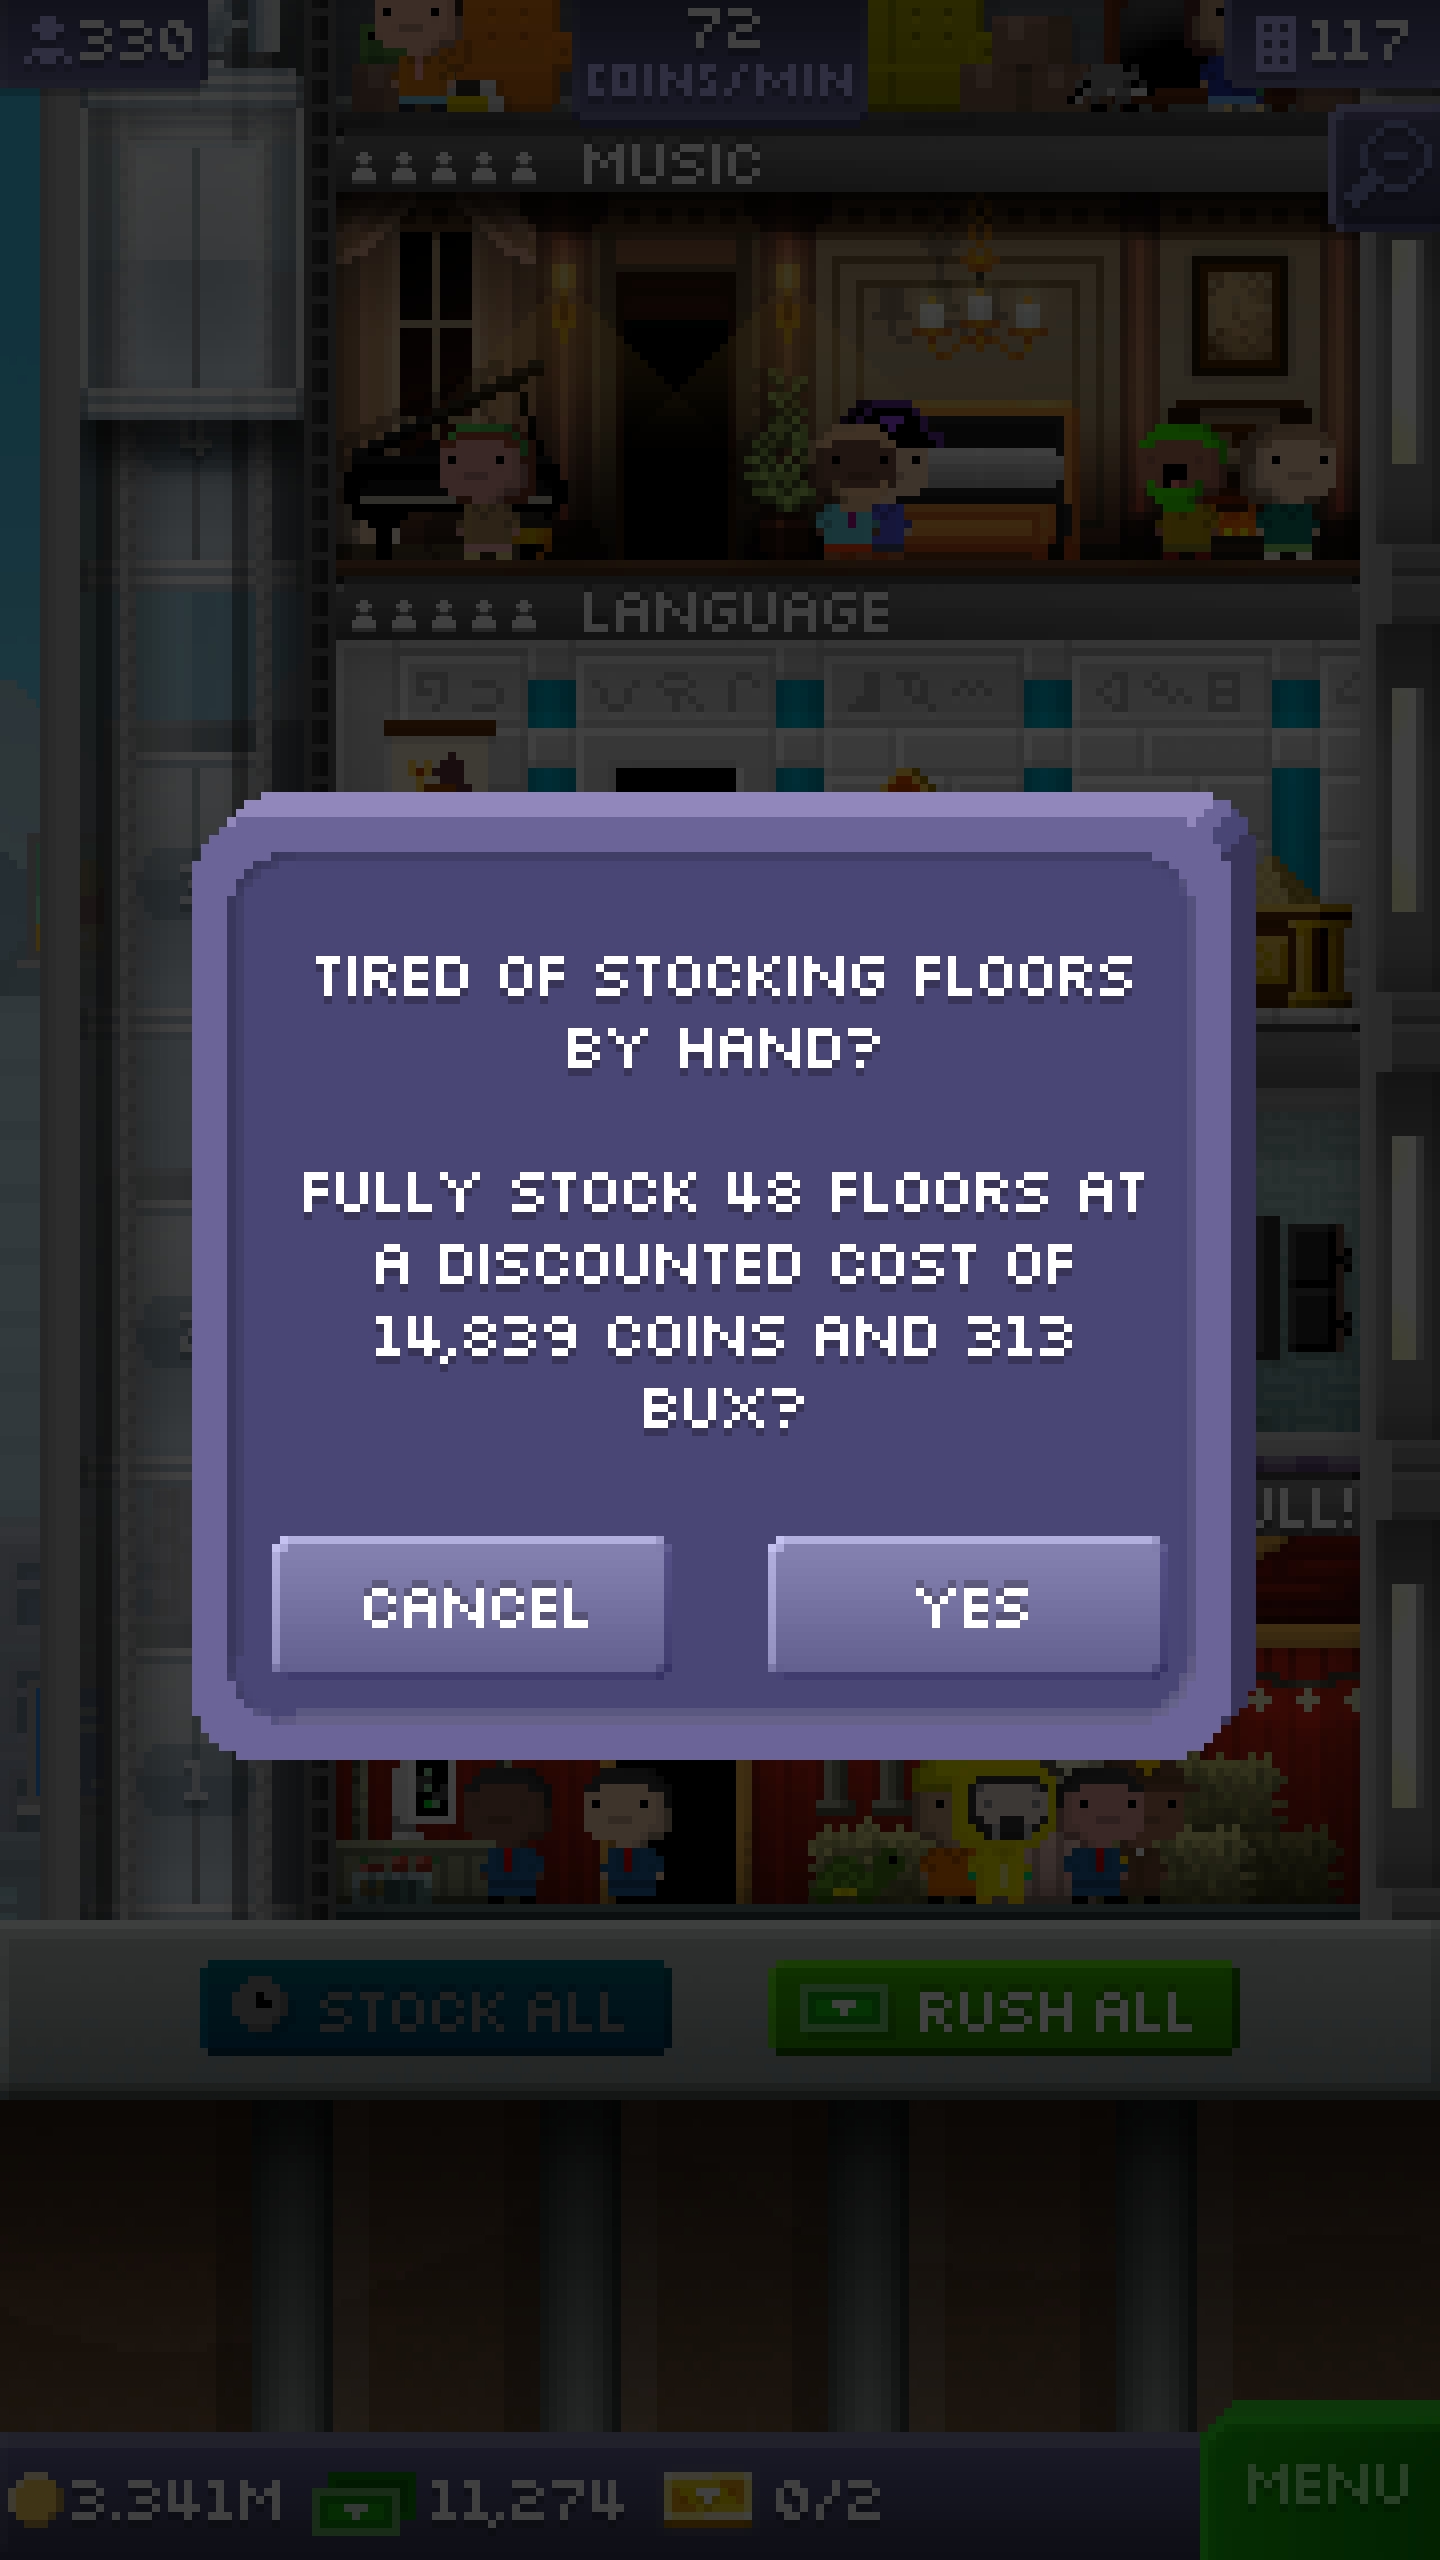 330
72
COINS/MIN
117
MUSIC
LANGUAGE
TIRED OF STOCKING FLOORS
BY HAND?
FULLY STOCK 48 FLOORS AT
A DISCOUNTED COST OF
14,839 COINS AND 313
BUX?
CANCEL
YES
1
STOCK ALL
RUSH ALL
3.341M
11,274
0/2
MENU